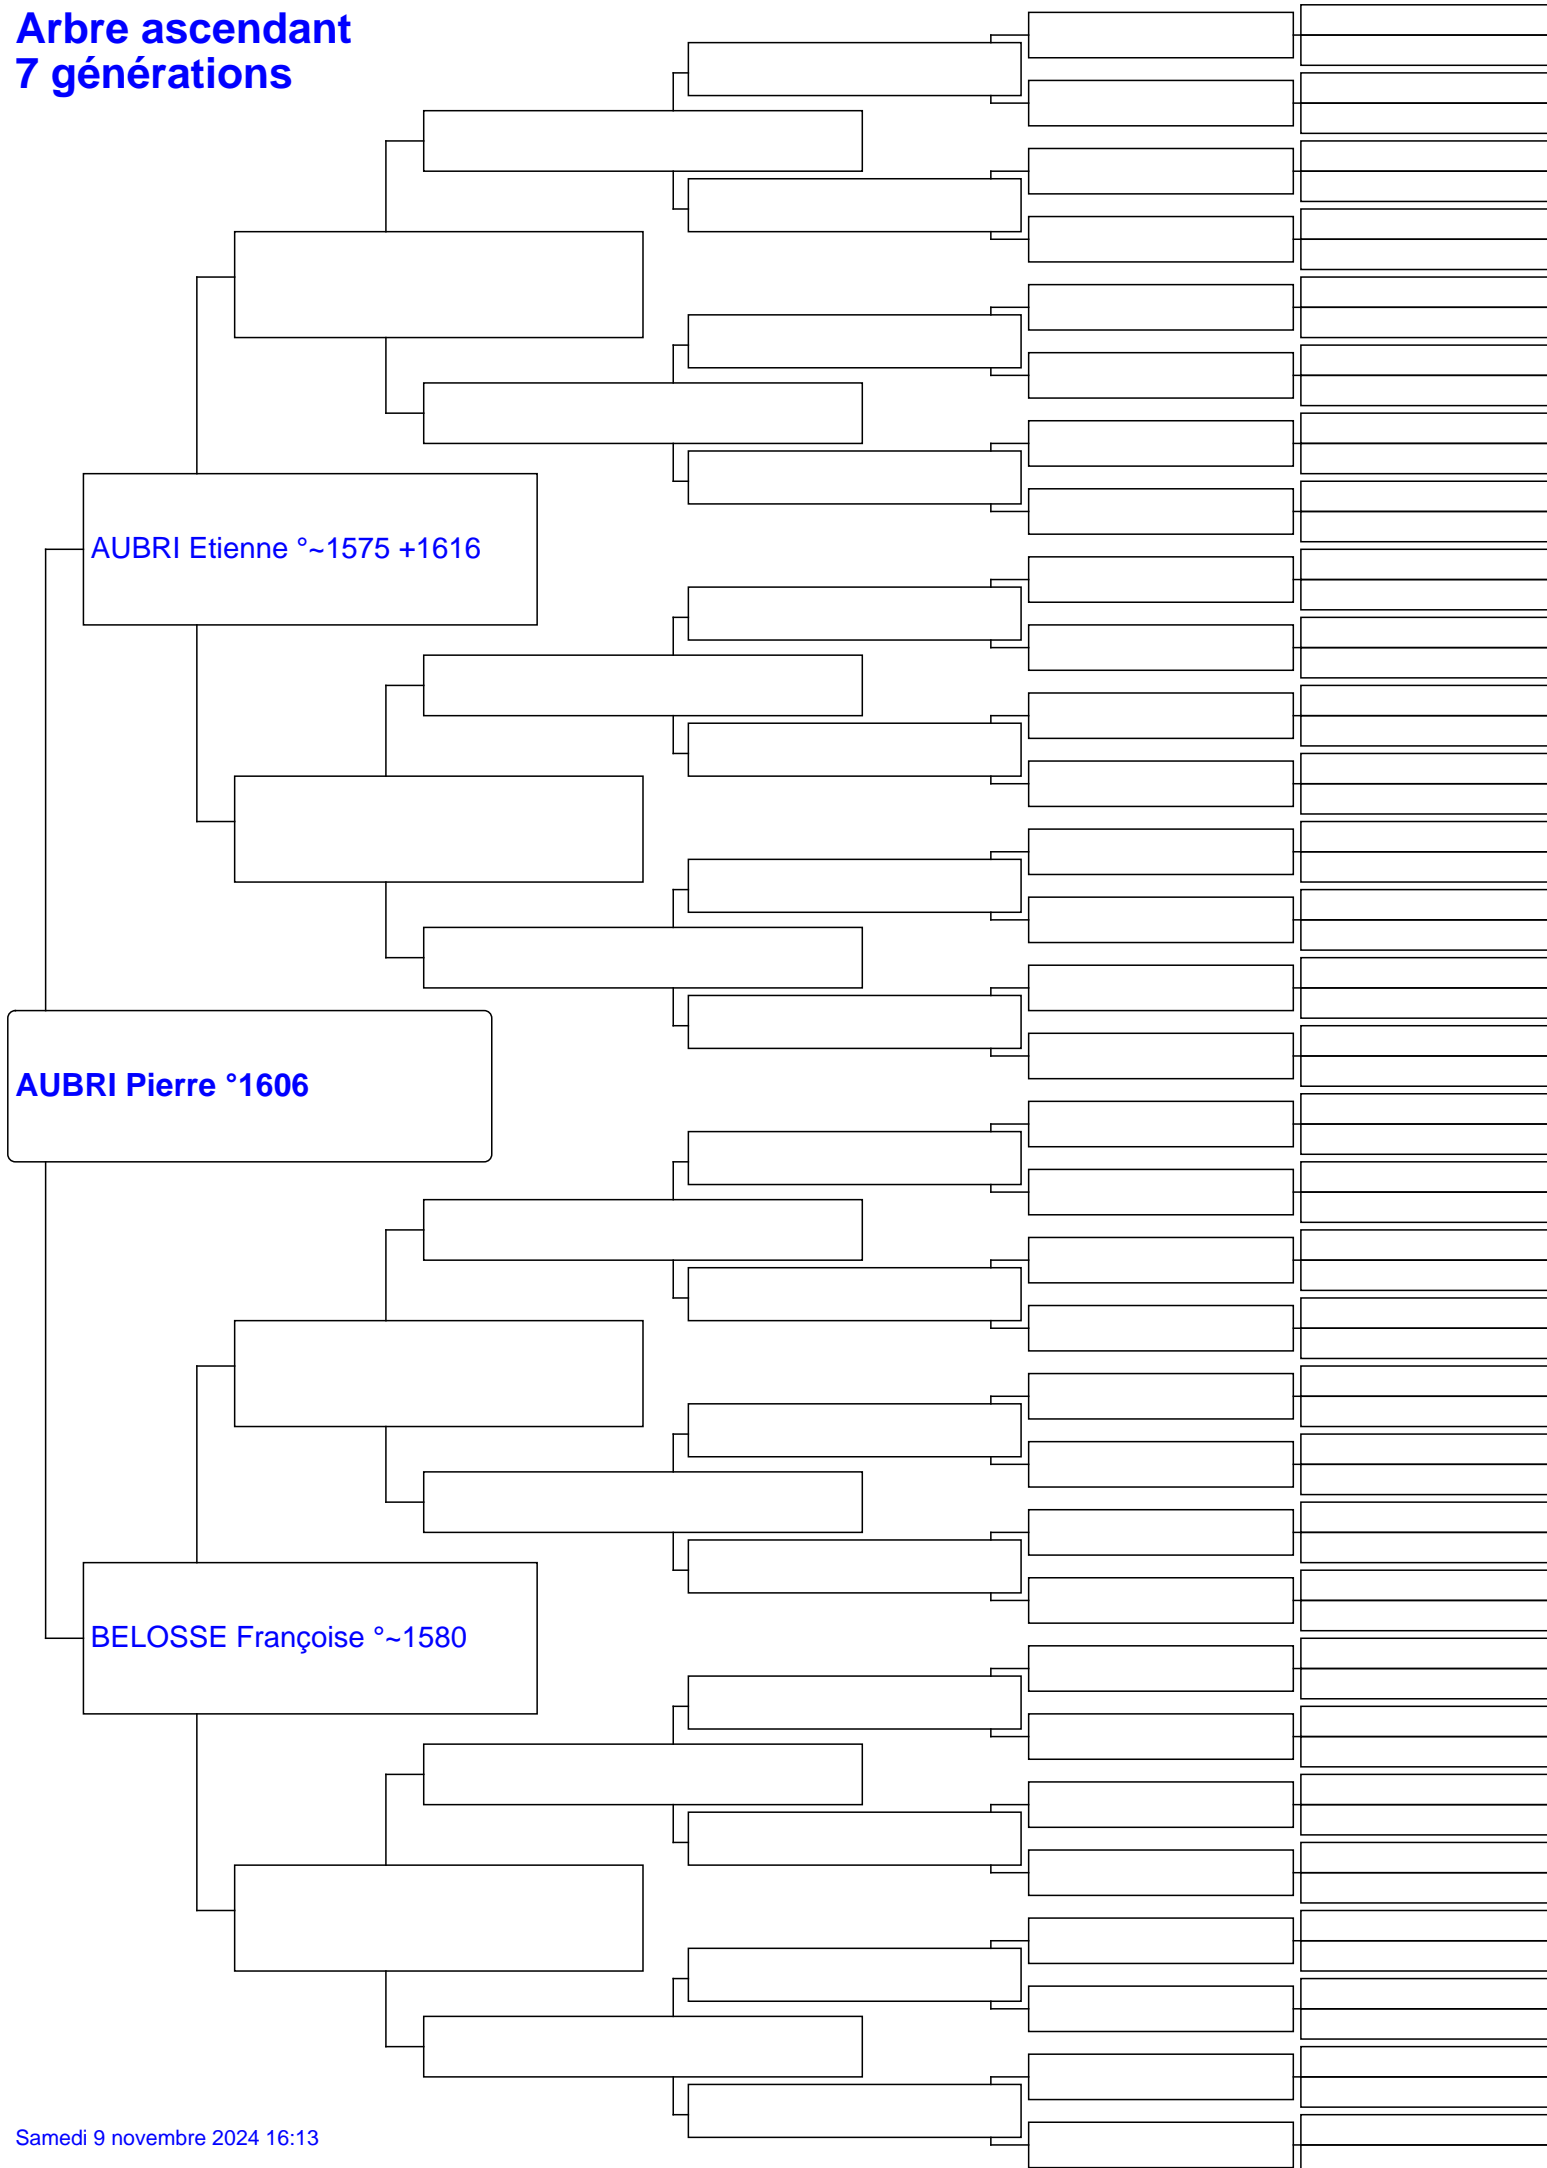 Arbre ascendant
7 générations
AUBRI Etienne °~1575 +1616
AUBRI Pierre °1606
BELOSSE Françoise °~1580
Samedi 9 novembre 2024 16:13